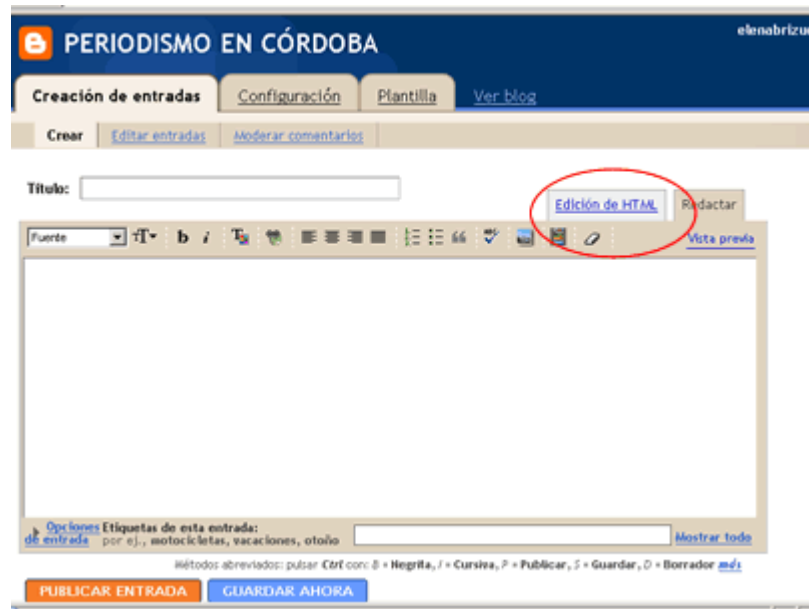 PERIODISMO EN CÓRDOBA
elenabrizu
Creación de entradas Configuración Plantilla Ver blog
Crear Editar entradas Moderar comentarios
Título:
Edición de HTML Redactar
Fuente
Vista previa
Opciones de entrada
Etiquetas de esta entrada:
por ej., motocicletas, vacaciones, otoño
Mostrar todo
Métodos abreviados: pulsar Ctrl con: B = Negrita, I = Cursiva, P = Publicar, S = Guardar, D = Borrador más
PUBLICAR ENTRADA GUARDAR AHORA